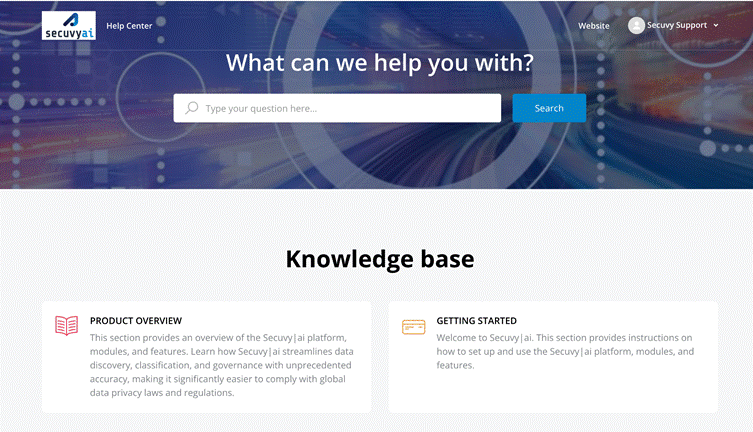 secuvyai
Help Center
Website
Secuvy Support
What can we help you with?
Type your question here...
Search
Knowledge base
PRODUCT OVERVIEW
This section provides an overview of the Secuvy|ai platform,
modules, and features. Learn how Secuvy|ai streamlines data
discovery, classification, and governance with unprecedented
accuracy, making it significantly easier to comply with global
data privacy laws and regulations.
GETTING STARTED
Welcome to Secuvy|ai. This section provides instructions on
how to set up and use the Secuvy|ai platform, modules, and
features.